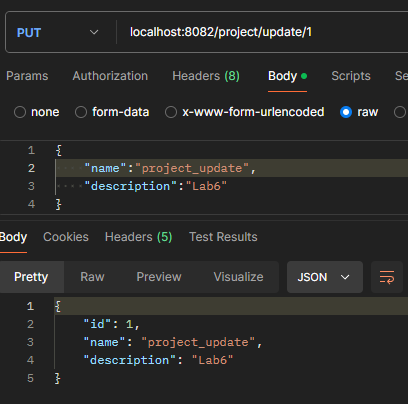 PUT localhost:8082/project/update/1
Params Authorization Headers (8) Body Scripts Se
none form-data x-www-form-urlencoded raw
1 {
2 "name":"project_update",
3 "description":"Lab6"
4 }
Body Cookies Headers (5) Test Results
Pretty Raw Preview Visualize JSON
1 {
2 "id": 1,
3 "name": "project_update",
4 "description": "Lab6"
5 }